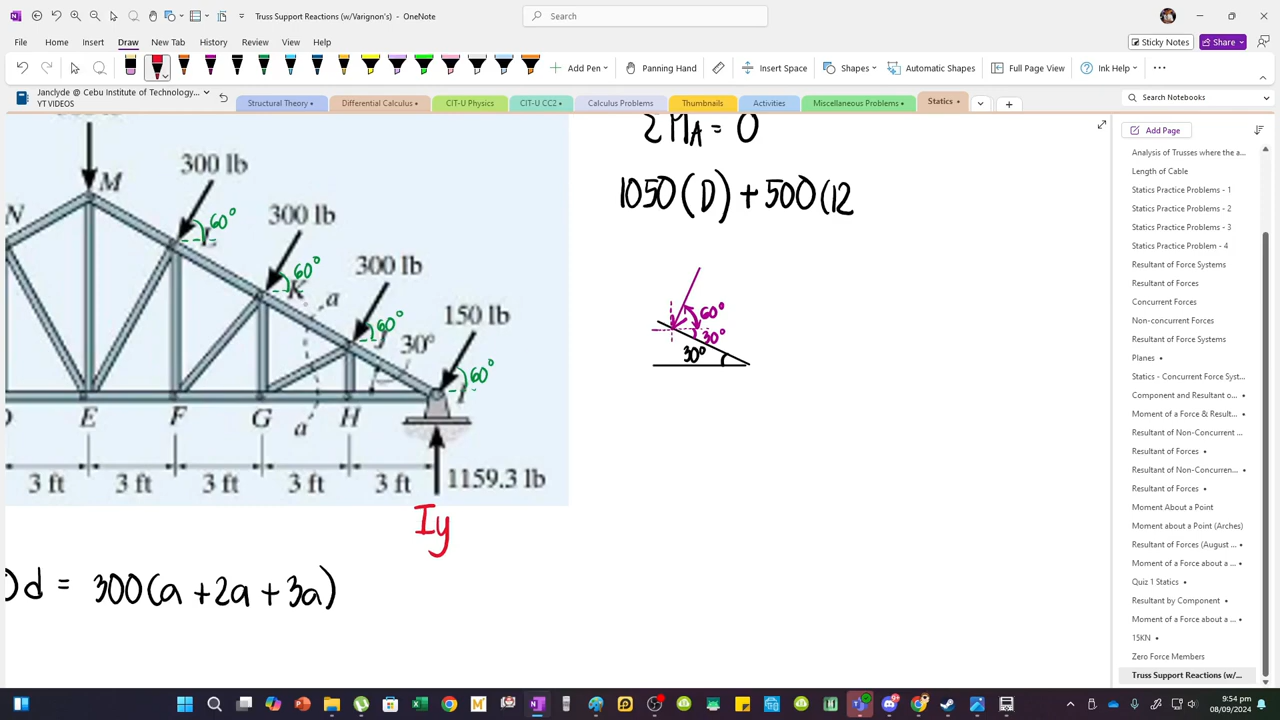 Truss Support Reactions (w/Varignon's) - OneNote
Search
File Home Insert Draw New Tab History Review View Help
Sticky Notes Share
Add Pen Panning Hand Insert Space Shapes Automatic Shapes Full Page View Ink Help
Janclyde @ Cebu Institute of Technology...
YT VIDEOS
Structural Theory Differential Calculus CIT-U Physics CIT-U CC2 Calculus Problems Thumbnails Activities Miscellaneous Problems Statics
Search Notebooks
Add Page
Analysis of Trusses where the a...
Length of Cable
Statics Practice Problems - 1
Statics Practice Problems - 2
Statics Practice Problems - 3
Statics Practice Problem - 4
Resultant of Force Systems
Resultant of Forces
Concurrent Forces
Non-concurrent Forces
Resultant of Force Systems
Planes
Statics - Concurrent Force Syst...
Component and Resultant o...
Moment of a Force & Result...
Resultant of Non-Concurrent ...
Resultant of Forces
Resultant of Non-Concurren...
Resultant of Forces
Moment About a Point
Moment about a Point (Arches)
Resultant of Forces (August ...
Moment of a Force about a ...
Quiz 1 Statics
Resultant by Component
Moment of a Force about a ...
15KN
Zero Force Members
Truss Support Reactions (w/...
ΣMA = 0
1050(D) + 500(12
60°
30°
30°
M
300 lb
N
60°
300 lb
60°
K
a
300 lb
60°
J
30°
150 lb
60°
I
E F G a H
3 ft 3 ft 3 ft 3 ft 3 ft
1159.3 lb
Iy
d = 300(a + 2a + 3a)
9:54 pm
08/09/2024